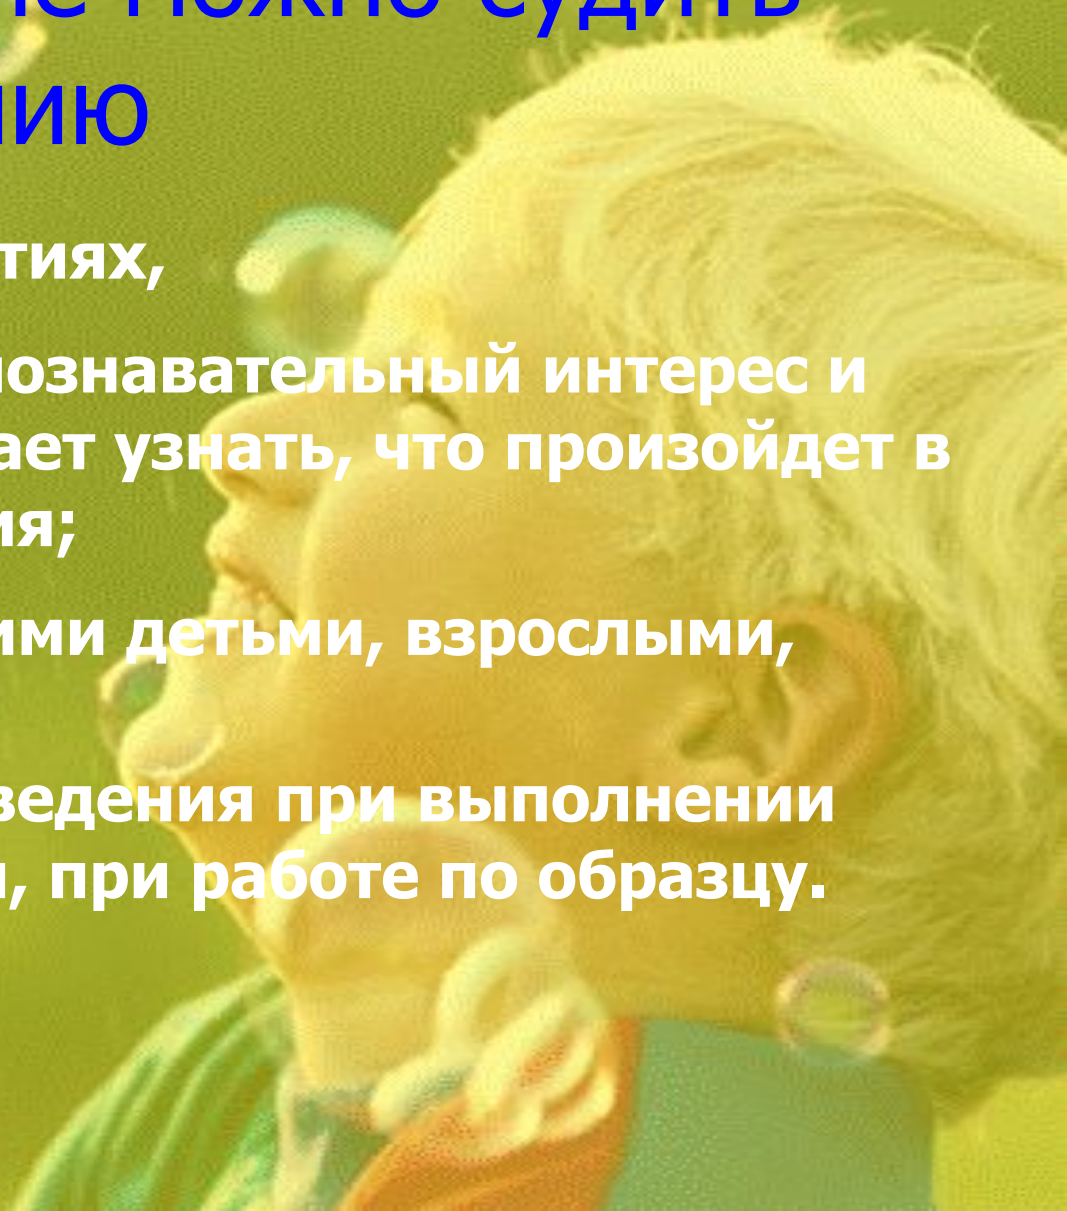 не можно судить
нию
тиях,
познавательный интерес и
ает узнать, что произойдет в
ия;
ими детьми, взрослыми,
ведения при выполнении
и, при работе по образцу.